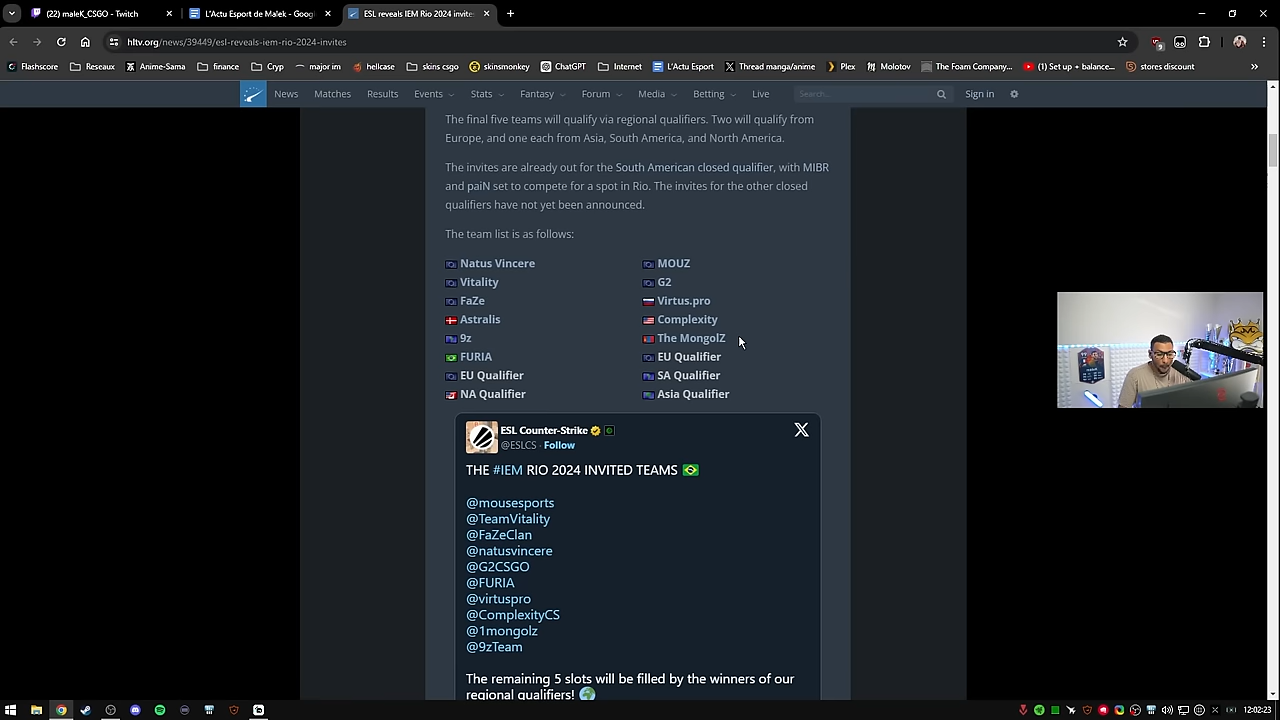 (22) maleK_CSGO - Twitch
L'Actu Esport de Malek - Googl
ESL reveals IEM Rio 2024 invite
hltv.org/news/39449/esl-reveals-iem-rio-2024-invites
Flashscore
Reseaux
Anime-Sama
finance
Cryp
major im
hellcase
skins csgo
skinsmonkey
ChatGPT
Internet
L'Actu Esport
Thread manga/anime
Plex
Molotov
The Foam Company...
(1) Set up + balance...
stores discount
News
Matches
Results
Events
Stats
Fantasy
Forum
Media
Betting
Live
Search...
Sign in
The final five teams will qualify via regional qualifiers. Two will qualify from
Europe, and one each from Asia, South America, and North America.
The invites are already out for the South American closed qualifier, with MIBR
and paiN set to compete for a spot in Rio. The invites for the other closed
qualifiers have not yet been announced.
The team list is as follows:
Natus Vincere
MOUZ
Vitality
G2
FaZe
Virtus.pro
Astralis
Complexity
9z
The MongolZ
FURIA
EU Qualifier
EU Qualifier
SA Qualifier
NA Qualifier
Asia Qualifier
ESL Counter-Strike
@ESLCS · Follow
THE #IEM RIO 2024 INVITED TEAMS
@mousesports
@TeamVitality
@FaZeClan
@natusvincere
@G2CSGO
@FURIA
@virtuspro
@ComplexityCS
@1mongolz
@9zTeam
The remaining 5 slots will be filled by the winners of our
regional qualifiers!
12:02:23